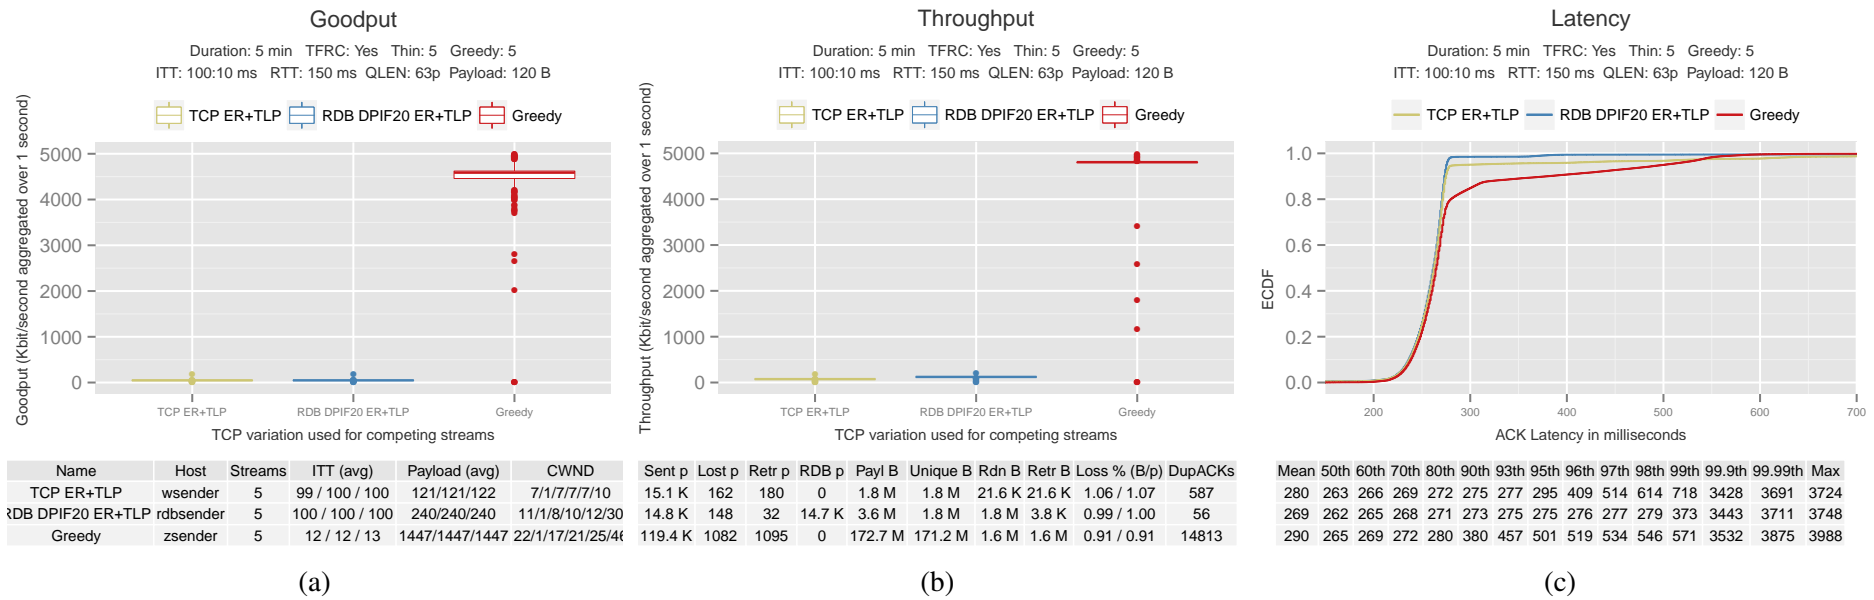 Goodput
Duration: 5 min TFRC: Yes Thin: 5 Greedy: 5
ITT: 100:10 ms RTT: 150 ms QLEN: 63p Payload: 120 B
TCP ER+TLP RDB DPIF20 ER+TLP Greedy
Goodput (Kbit/second aggregated over 1 second)
5000
4000
3000
2000
1000
0
TCP ER+TLP RDB DPIF20 ER+TLP Greedy
TCP variation used for competing streams
Name Host Streams ITT (avg) Payload (avg) CWND
TCP ER+TLP wsender 5 99 / 100 / 100 121/121/122 7/1/7/7/7/10
RDB DPIF20 ER+TLP rdbsender 5 100 / 100 / 100 240/240/240 11/1/8/10/12/30
Greedy zsender 5 12 / 12 / 13 1447/1447/1447 22/1/17/21/25/46
(a)
Throughput
Duration: 5 min TFRC: Yes Thin: 5 Greedy: 5
ITT: 100:10 ms RTT: 150 ms QLEN: 63p Payload: 120 B
TCP ER+TLP RDB DPIF20 ER+TLP Greedy
Throughput (Kbit/second aggregated over 1 second)
5000
4000
3000
2000
1000
0
TCP ER+TLP RDB DPIF20 ER+TLP Greedy
TCP variation used for competing streams
Sent p Lost p Retr p RDB p Payl B Unique B Rdn B Retr B Loss % (B/p) DupACKs
15.1 K 162 180 0 1.8 M 1.8 M 21.6 K 21.6 K 1.06 / 1.07 587
14.8 K 148 32 14.7 K 3.6 M 1.8 M 1.8 M 3.8 K 0.99 / 1.00 56
119.4 K 1082 1095 0 172.7 M 171.2 M 1.6 M 1.6 M 0.91 / 0.91 14813
(b)
Latency
Duration: 5 min TFRC: Yes Thin: 5 Greedy: 5
ITT: 100:10 ms RTT: 150 ms QLEN: 63p Payload: 120 B
TCP ER+TLP RDB DPIF20 ER+TLP Greedy
ECDF
1.0
0.8
0.6
0.4
0.2
0.0
200 300 400 500 600 700
ACK Latency in milliseconds
Mean 50th 60th 70th 80th 90th 93th 95th 96th 97th 98th 99th 99.9th 99.99th Max
280 263 266 269 272 275 277 295 409 514 614 718 3428 3691 3724
269 262 265 268 271 273 275 275 276 277 279 373 3443 3711 3748
290 265 269 272 280 380 457 501 519 534 546 571 3532 3875 3988
(c)